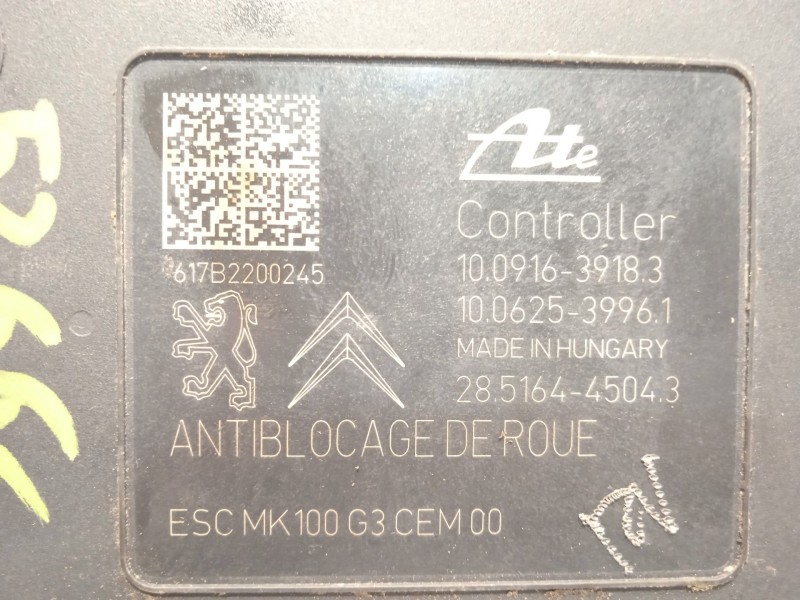 Ate
Controller
617B2200245
10.0916-3918.3
10.0625-3996.1
MADE IN HUNGARY
28.5164-4504.3
ANTIBLOCAGE DE ROUE
ESC MK100 G3 CEM 00